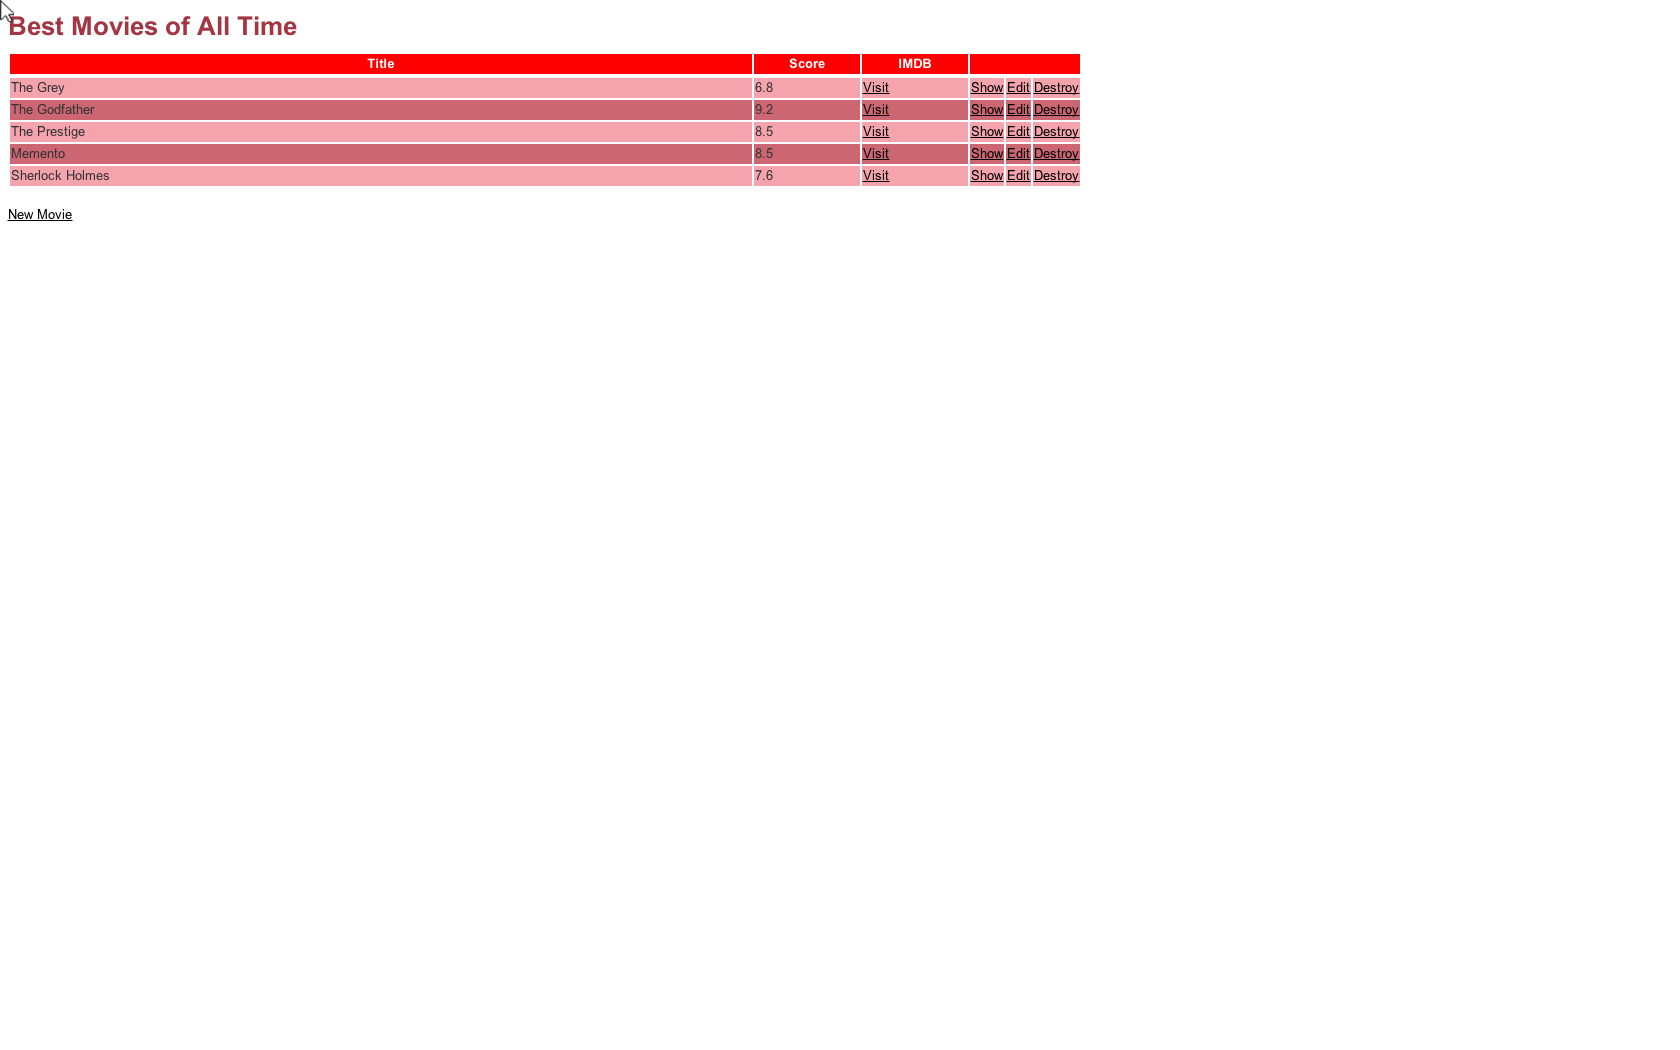 Best Movies of All Time
Title Score IMDB
The Grey 6.8 Visit Show Edit Destroy
The Godfather 9.2 Visit Show Edit Destroy
The Prestige 8.5 Visit Show Edit Destroy
Memento 8.5 Visit Show Edit Destroy
Sherlock Holmes 7.6 Visit Show Edit Destroy
New Movie